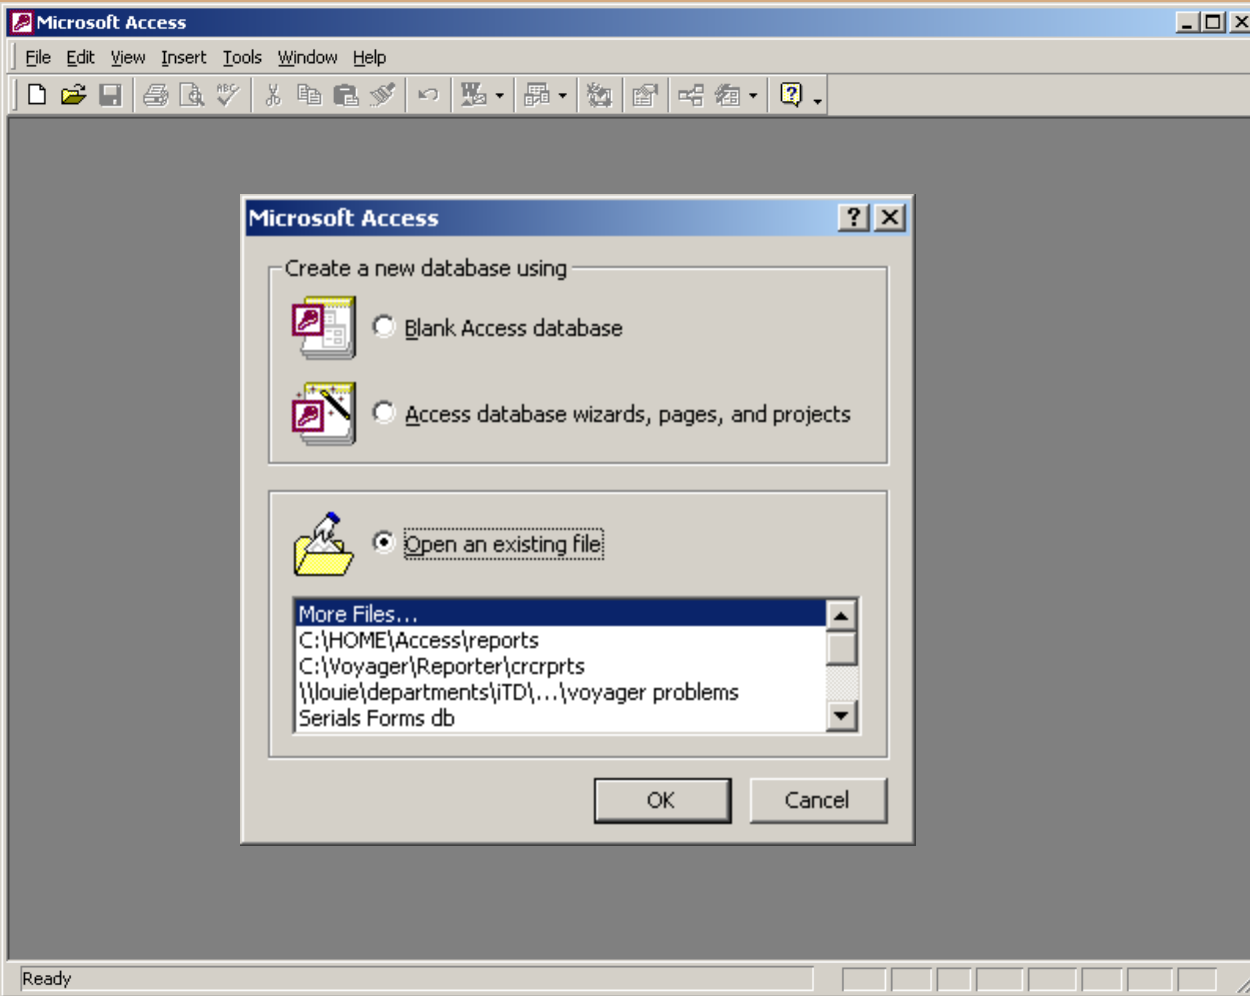 Microsoft Access
File Edit View Insert Tools Window Help
ABC
W
?
Microsoft Access
?
Create a new database using
Blank Access database
Access database wizards, pages, and projects
Open an existing file
More Files...
C:\HOME\Access\reports
C:\Voyager\Reporter\crcrprts
\\louie\departments\iTD\...\voyager problems
Serials Forms db
OK Cancel
Ready